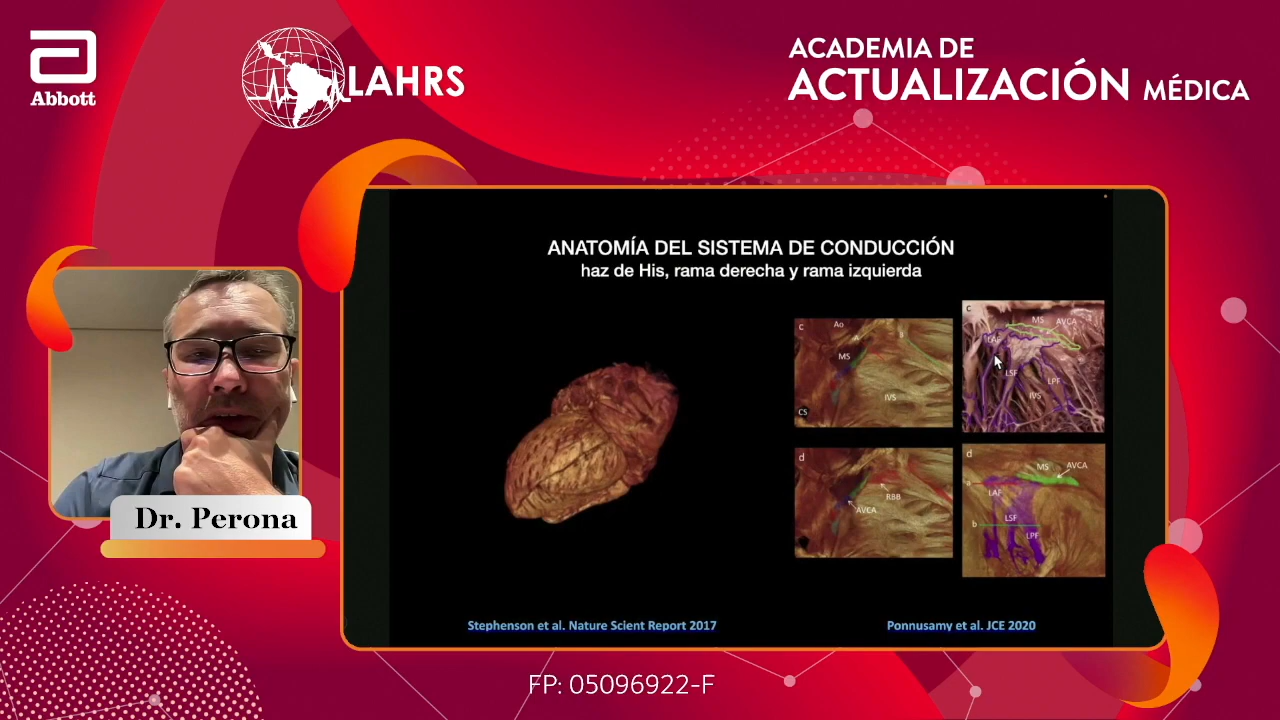 Abbott
LAHRS
ACADEMIA DE
ACTUALIZACIÓN MÉDICA
ANATOMÍA DEL SISTEMA DE CONDUCCIÓN
haz de His, rama derecha y rama izquierda
c
Ao
A
B
MS
IVS
CS
c
MS
AVCA
LAF
LSF
LPF
IVS
d
RBB
AVCA
d
MS
AVCA
a
LAF
LSF
b
LPF
Dr. Perona
Stephenson et al. Nature Scient Report 2017
Ponnusamy et al. JCE 2020
FP: 05096922-F